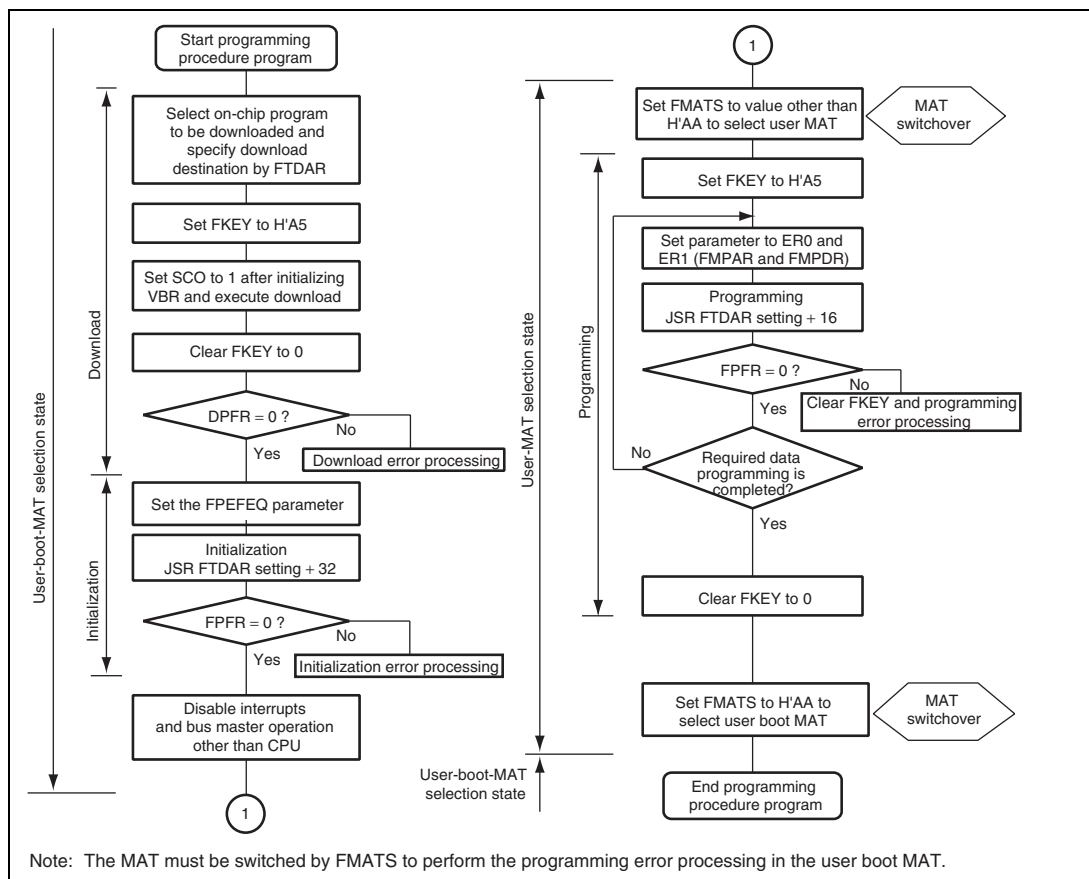 Start programming
procedure program
Select on-chip program
to be downloaded and
specify download
destination by FTDAR
Set FKEY to H'A5
Set SCO to 1 after initializing
VBR and execute download
Clear FKEY to 0
DPFR = 0 ?
No
Yes
Download error processing
Set the FPEFEQ parameter
Initialization
JSR FTDAR setting + 32
FPFR = 0 ?
No
Yes
Initialization error processing
Disable interrupts
and bus master operation
other than CPU
1
Download
Initialization
User-boot-MAT selection state
1
Set FMATS to value other than
H'AA to select user MAT
MAT
switchover
Set FKEY to H'A5
Set parameter to ER0 and
ER1 (FMPAR and FMPDR)
Programming
JSR FTDAR setting + 16
FPFR = 0 ?
No
Yes
Clear FKEY and programming
error processing
No
Required data
programming is
completed?
Yes
Clear FKEY to 0
Set FMATS to H'AA to
select user boot MAT
MAT
switchover
End programming
procedure program
Programming
User-MAT selection state
User-boot-MAT
selection state
Note: The MAT must be switched by FMATS to perform the programming error processing in the user boot MAT.